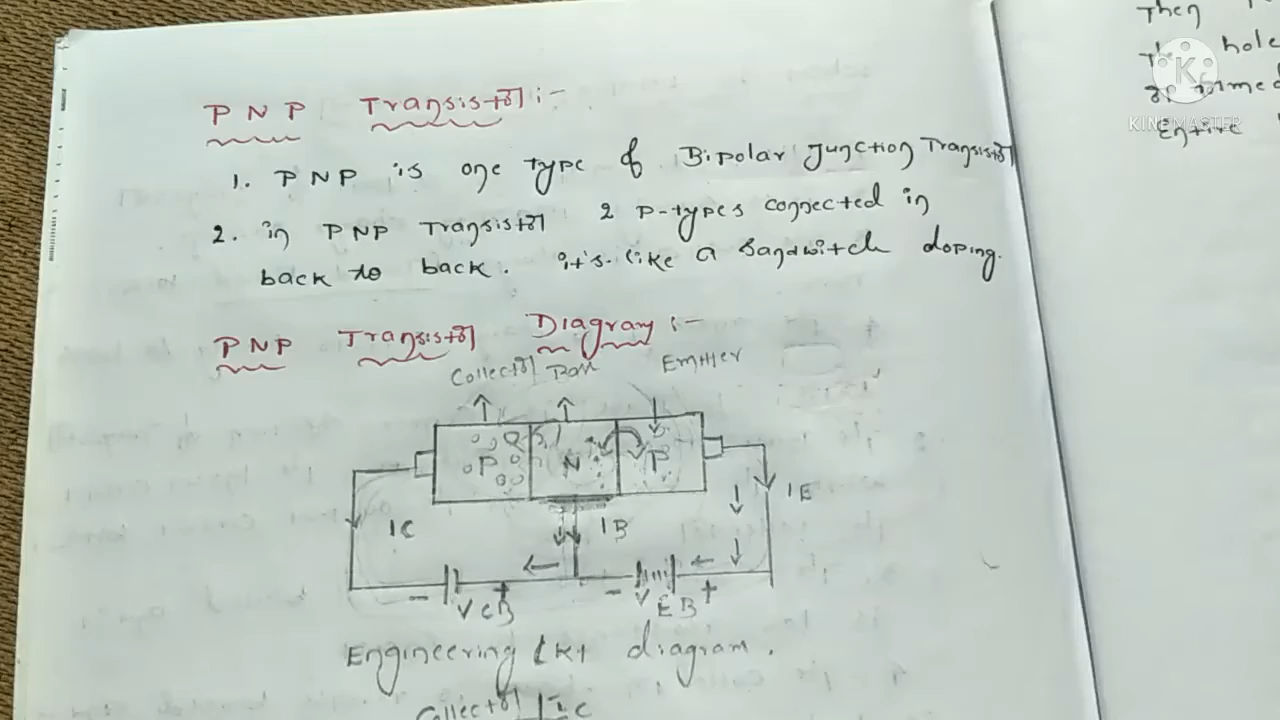 PNP Transistor :-
1. PNP is one type of Bipolar Junction Transistor
2. in PNP Transistor 2 P-types connected in
back to back. it's like a Sandwitch doping.
PNP Transistor Diagram :-
Collector Base Emitter
P N P
IC IB IE
- VCB + - VEB +
Engineering CKT diagram.
Collector IC
Then
The hole
Entire
KINEMASTER